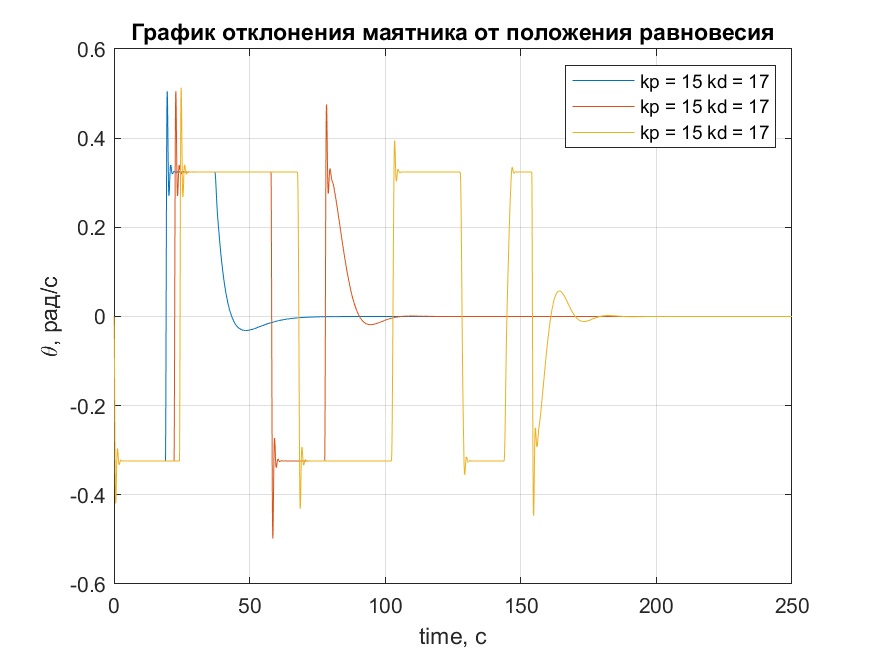 График отклонения маятника от положения равновесия
kp = 15 kd = 17
kp = 15 kd = 17
kp = 15 kd = 17
θ, рад/с
0.6
0.4
0.2
0
-0.2
-0.4
-0.6
0 50 100 150 200 250
time, с